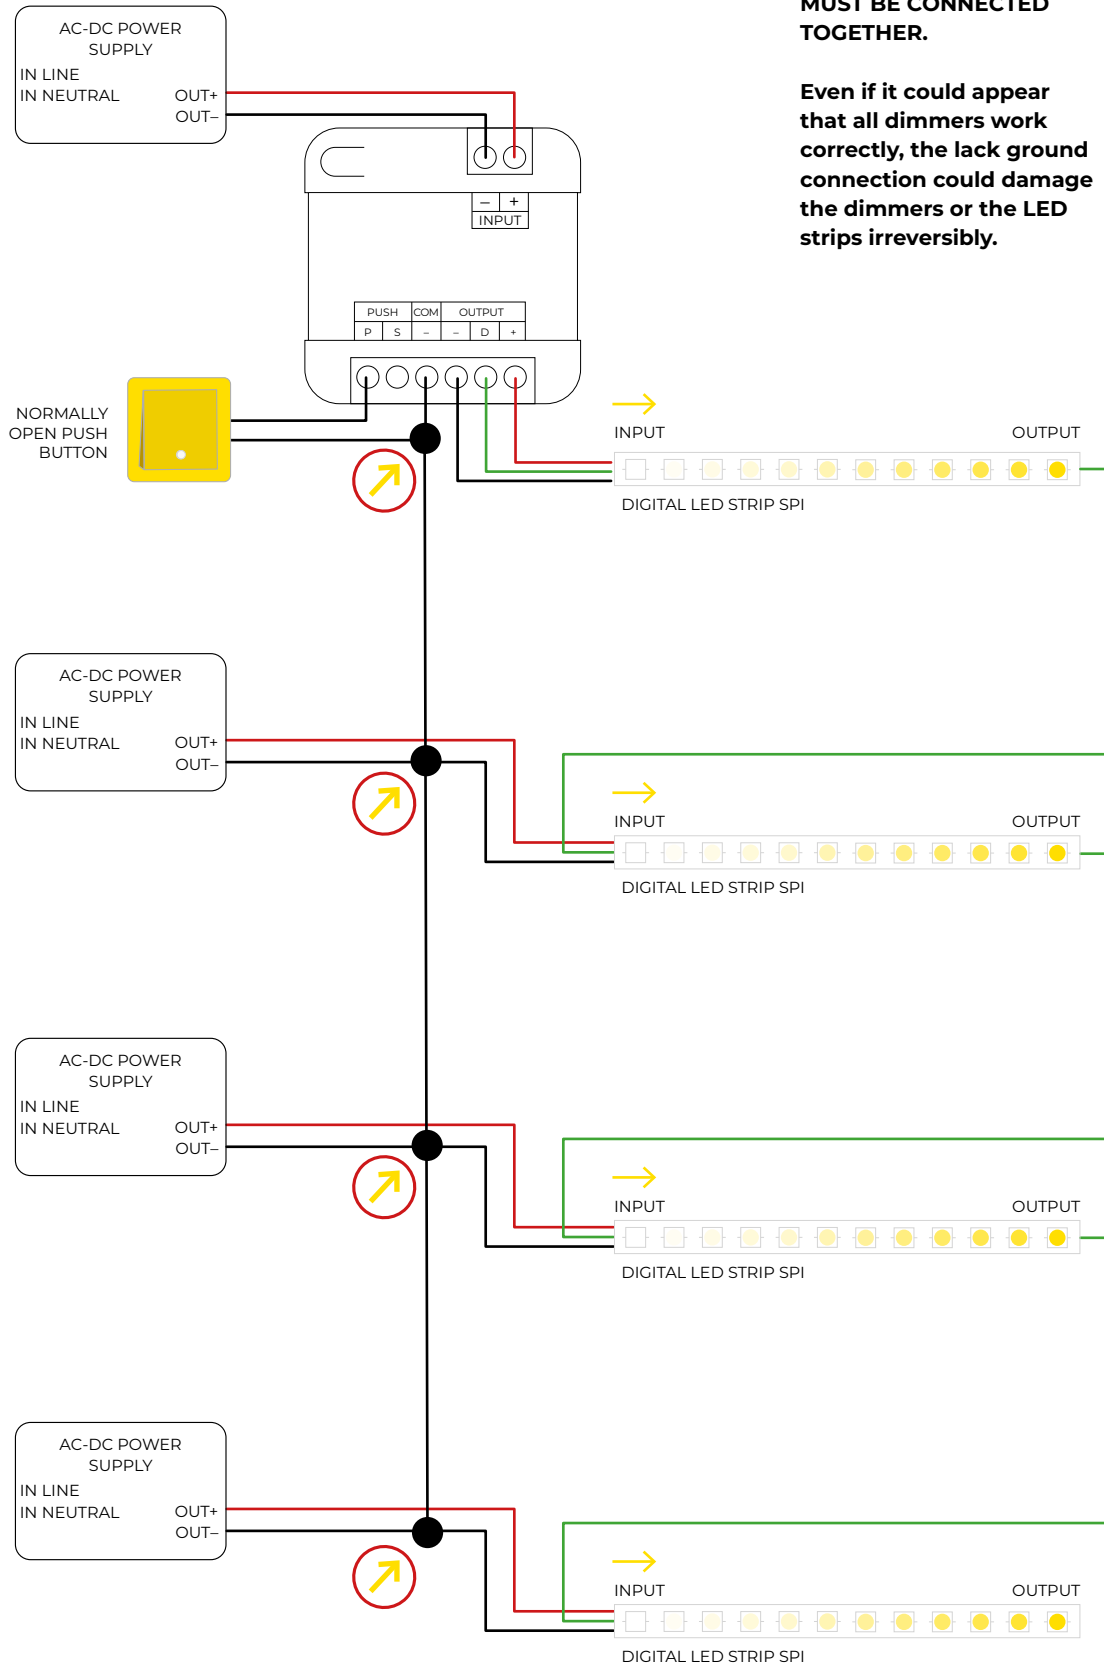 MUST BE CONNECTED
TOGETHER.
Even if it could appear
that all dimmers work
correctly, the lack ground
connection could damage
the dimmers or the LED
strips irreversibly.
AC-DC POWER
SUPPLY
IN LINE
IN NEUTRAL OUT+
OUT–
– +
INPUT
PUSH COM OUTPUT
P S – – D +
NORMALLY
OPEN PUSH
BUTTON
INPUT OUTPUT
DIGITAL LED STRIP SPI
AC-DC POWER
SUPPLY
IN LINE
IN NEUTRAL OUT+
OUT–
INPUT OUTPUT
DIGITAL LED STRIP SPI
AC-DC POWER
SUPPLY
IN LINE
IN NEUTRAL OUT+
OUT–
INPUT OUTPUT
DIGITAL LED STRIP SPI
AC-DC POWER
SUPPLY
IN LINE
IN NEUTRAL OUT+
OUT–
INPUT OUTPUT
DIGITAL LED STRIP SPI